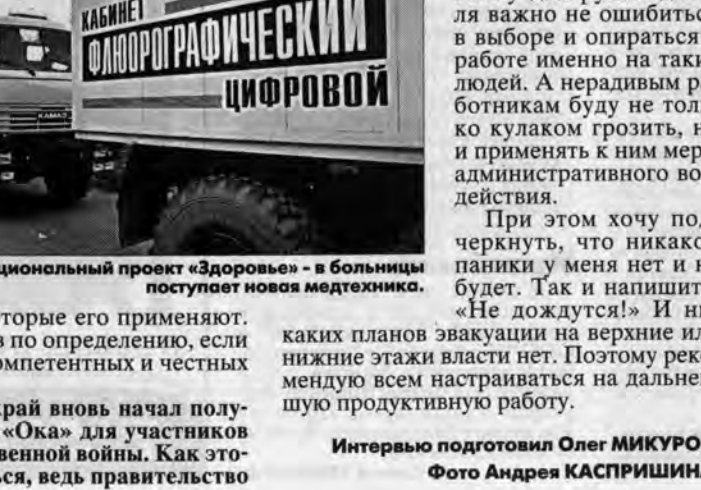 КАБИНЕТ
ФЛЮОРОГРАФИЧЕСКИЙ
ЦИФРОВОЙ
КАМАЗ
циональный проект «Здоровье» - в больницы
поступает новая медтехника.
торые его применяют.
в по определению, если
омпетентных и честных
край вновь начал полу-
«Ока» для участников
венной войны. Как это-
ься, ведь правительство
ля важно не ошибиться
в выборе и опираться
работе именно на таки
людей. А нерадивым р
ботникам буду не тол
ко кулаком грозить, н
и применять к ним мер
административного во
действия.
При этом хочу под
черкнуть, что никако
паники у меня нет и н
будет. Так и напишит
«Не дождутся!» И ни
каких планов эвакуации на верхние ил
нижние этажи власти нет. Поэтому реко
мендую всем настраиваться на дальней
шую продуктивную работу.
Интервью подготовил Олег МИКУРО
Фото Андрея КАСПРИШИНА